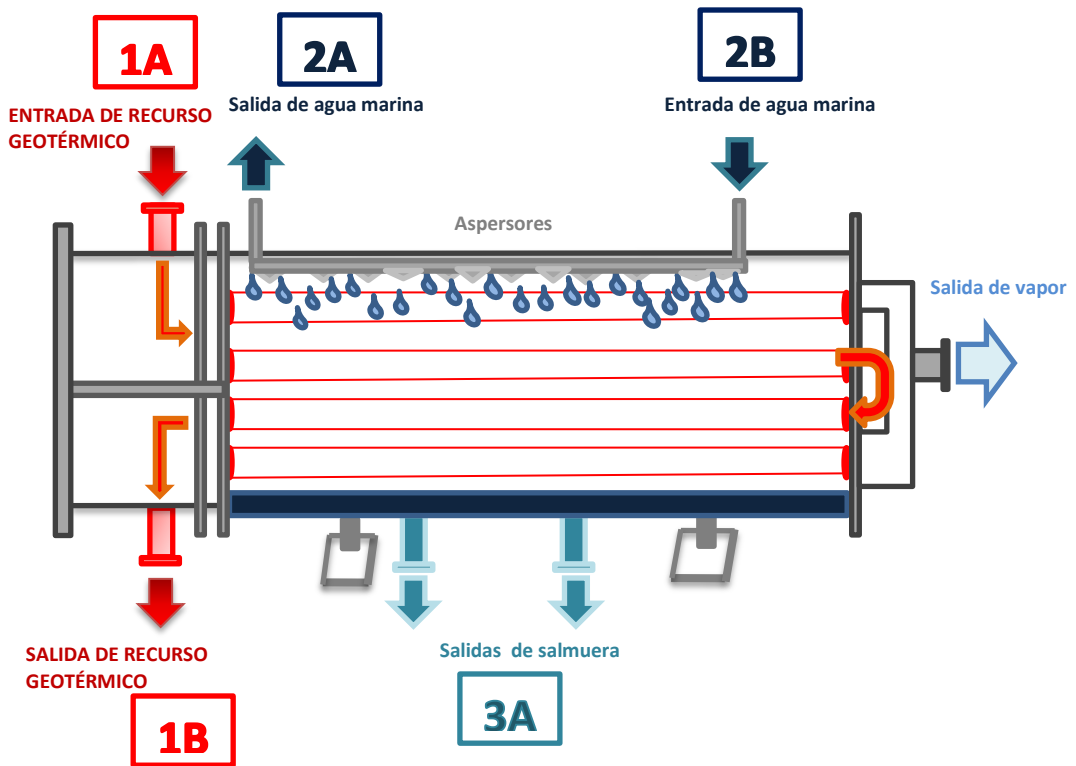 1A
2A
2B
ENTRADA DE RECURSO
GEOTÉRMICO
Salida de agua marina
Entrada de agua marina
Aspersores
Salida de vapor
SALIDA DE RECURSO
GEOTÉRMICO
Salidas de salmuera
1B
3A